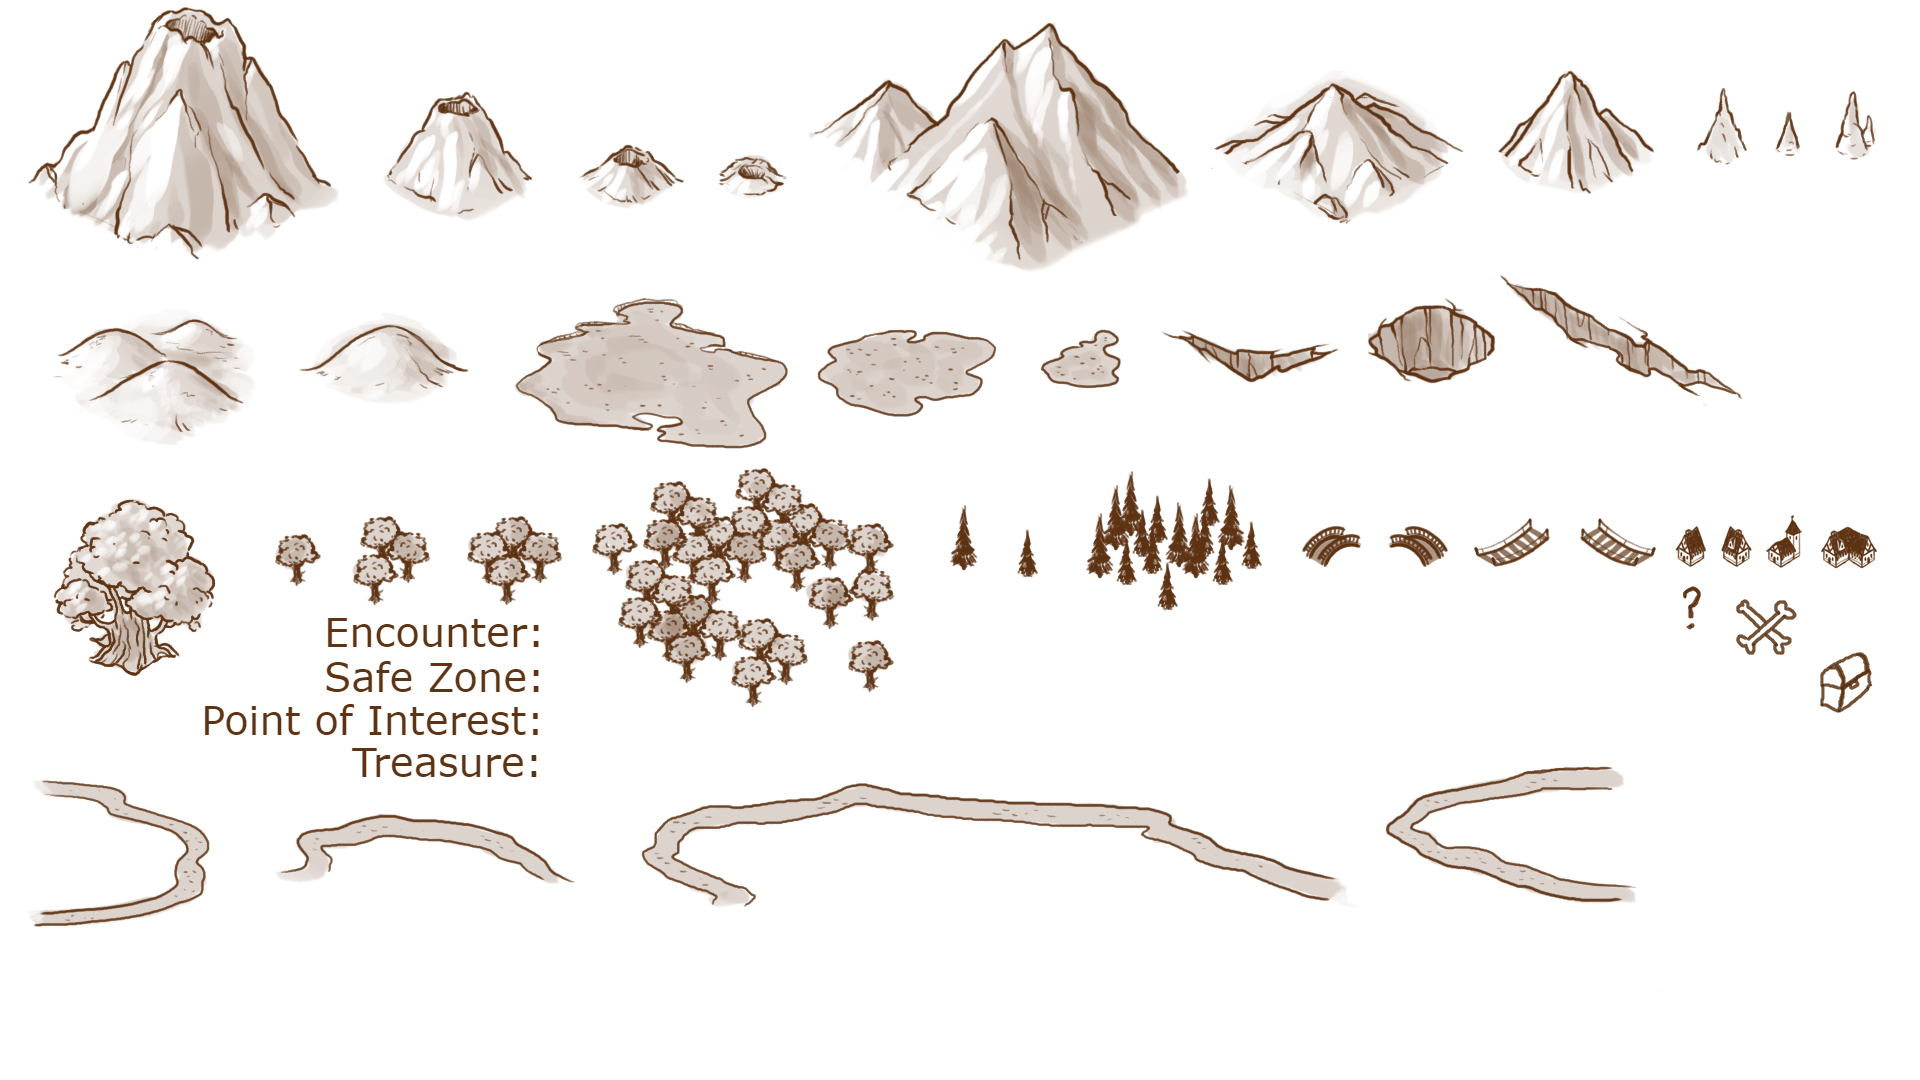 Encounter:
Safe Zone:
Point of Interest:
Treasure:
?